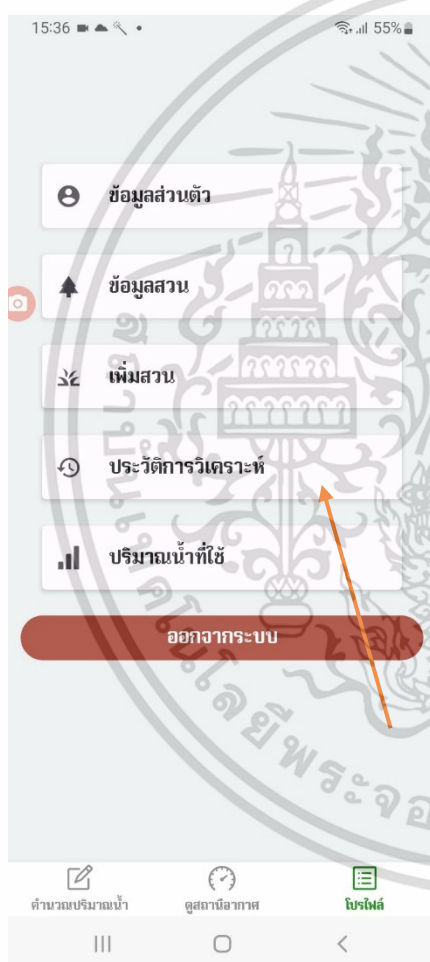 15:36
55%
ข้อมูลส่วนตัว
ข้อมูลสวน
เพิ่มสวน
ประวัติการวิเคราะห์
ปริมาณน้ำที่ใช้
ออกจากระบบ
คำนวณปริมาณน้ำ
ดูสถานีอากาศ
โปรไฟล์